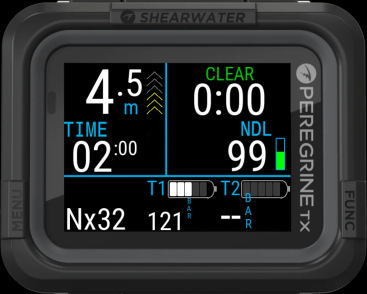 SHEARWATER
4.5 m
CLEAR
0:00
TIME
02:00
NDL
99
T1
T2
Nx32
121 BAR
-- BAR
MENU
FUNC
PEREGRINE TX